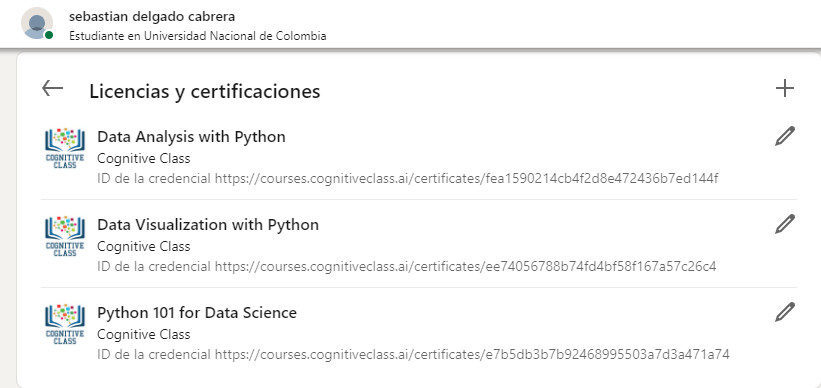 sebastian delgado cabrera
Estudiante en Universidad Nacional de Colombia
Licencias y certificaciones
Data Analysis with Python
COGNITIVE CLASS
Cognitive Class
ID de la credencial https://courses.cognitiveclass.ai/certificates/fea1590214cb4f2d8e472436b7ed144f
Data Visualization with Python
COGNITIVE CLASS
Cognitive Class
ID de la credencial https://courses.cognitiveclass.ai/certificates/ee74056788b74fd4bf58f167a57c26c4
Python 101 for Data Science
COGNITIVE CLASS
Cognitive Class
ID de la credencial https://courses.cognitiveclass.ai/certificates/e7b5db3b7b92468995503a7d3a471a74